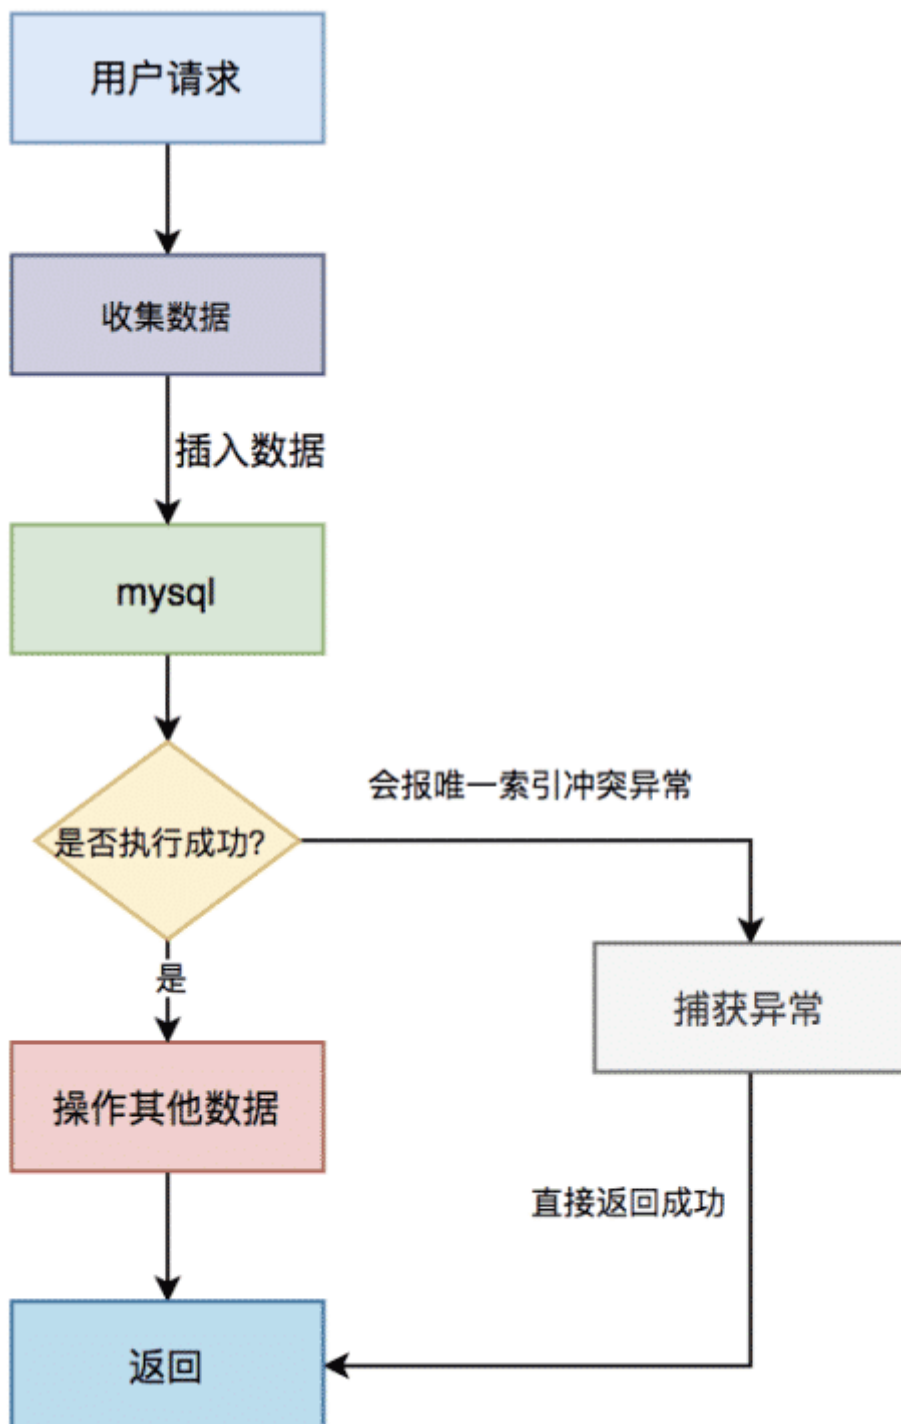 用户请求
收集数据
插入数据
mysql
会报唯一索引冲突异常
是否执行成功?
是
捕获异常
操作其他数据
直接返回成功
返回